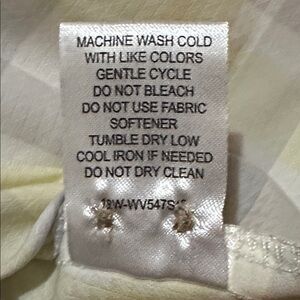 MACHINE WASH COLD
WITH LIKE COLORS
GENTLE CYCLE
DO NOT BLEACH
DO NOT USE FABRIC
SOFTENER
TUMBLE DRY LOW
COOL IRON IF NEEDED
DO NOT DRY CLEAN